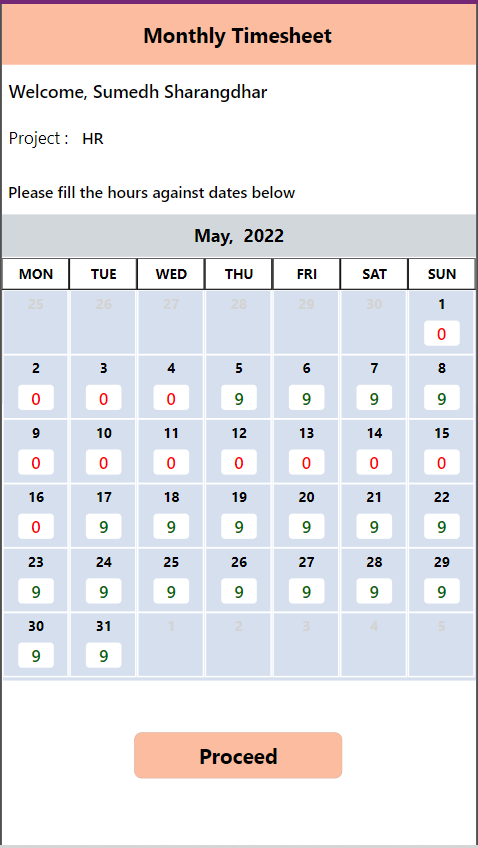 Monthly Timesheet
Welcome, Sumedh Sharangdhar
Project : HR
Please fill the hours against dates below
May, 2022
MON TUE WED THU FRI SAT SUN
25 26 27 28 29 30 1
0
2 3 4 5 6 7 8
0 0 0 9 9 9 9
9 10 11 12 13 14 15
0 0 0 0 0 0 0
16 17 18 19 20 21 22
0 9 9 9 9 9 9
23 24 25 26 27 28 29
9 9 9 9 9 9 9
30 31 1 2 3 4 5
9 9
Proceed